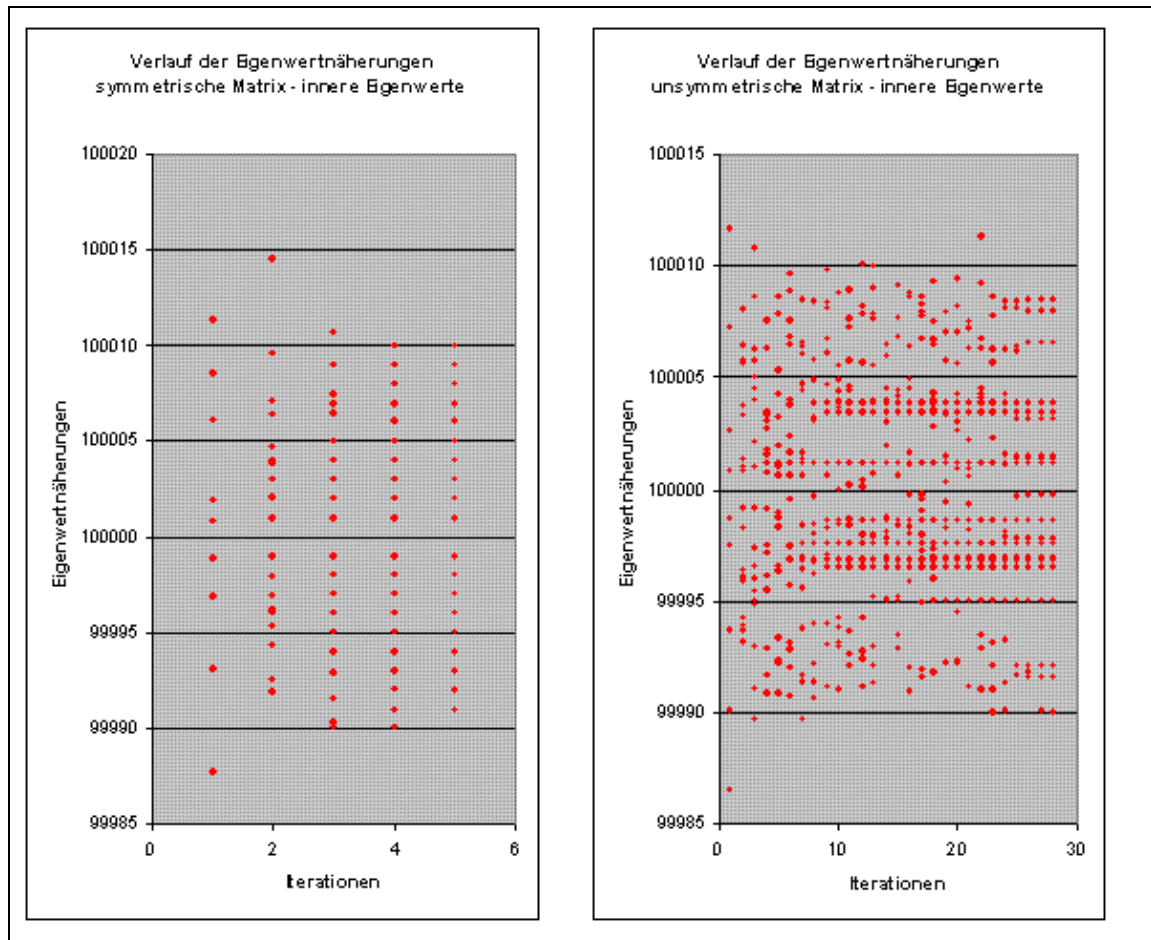 Verlauf der Eigenwertnäherungen
symmetrische Matrix - innere Eigenwerte
100020
100015
100010
100005
100000
99995
99990
99985
0
2
4
6
Eigenwertnäherungen
Iterationen
Verlauf der Eigenwertnäherungen
unsymmetrische Matrix - innere Eigenwerte
100015
100010
100005
100000
99995
99990
99985
0
10
20
30
Eigenwertnäherungen
Iterationen